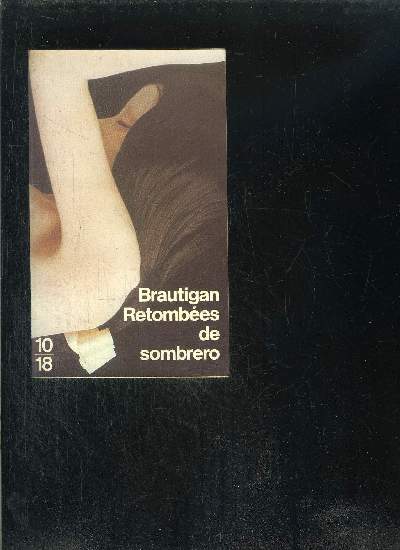 Brautigan
Retombées
de
sombrero
10
18